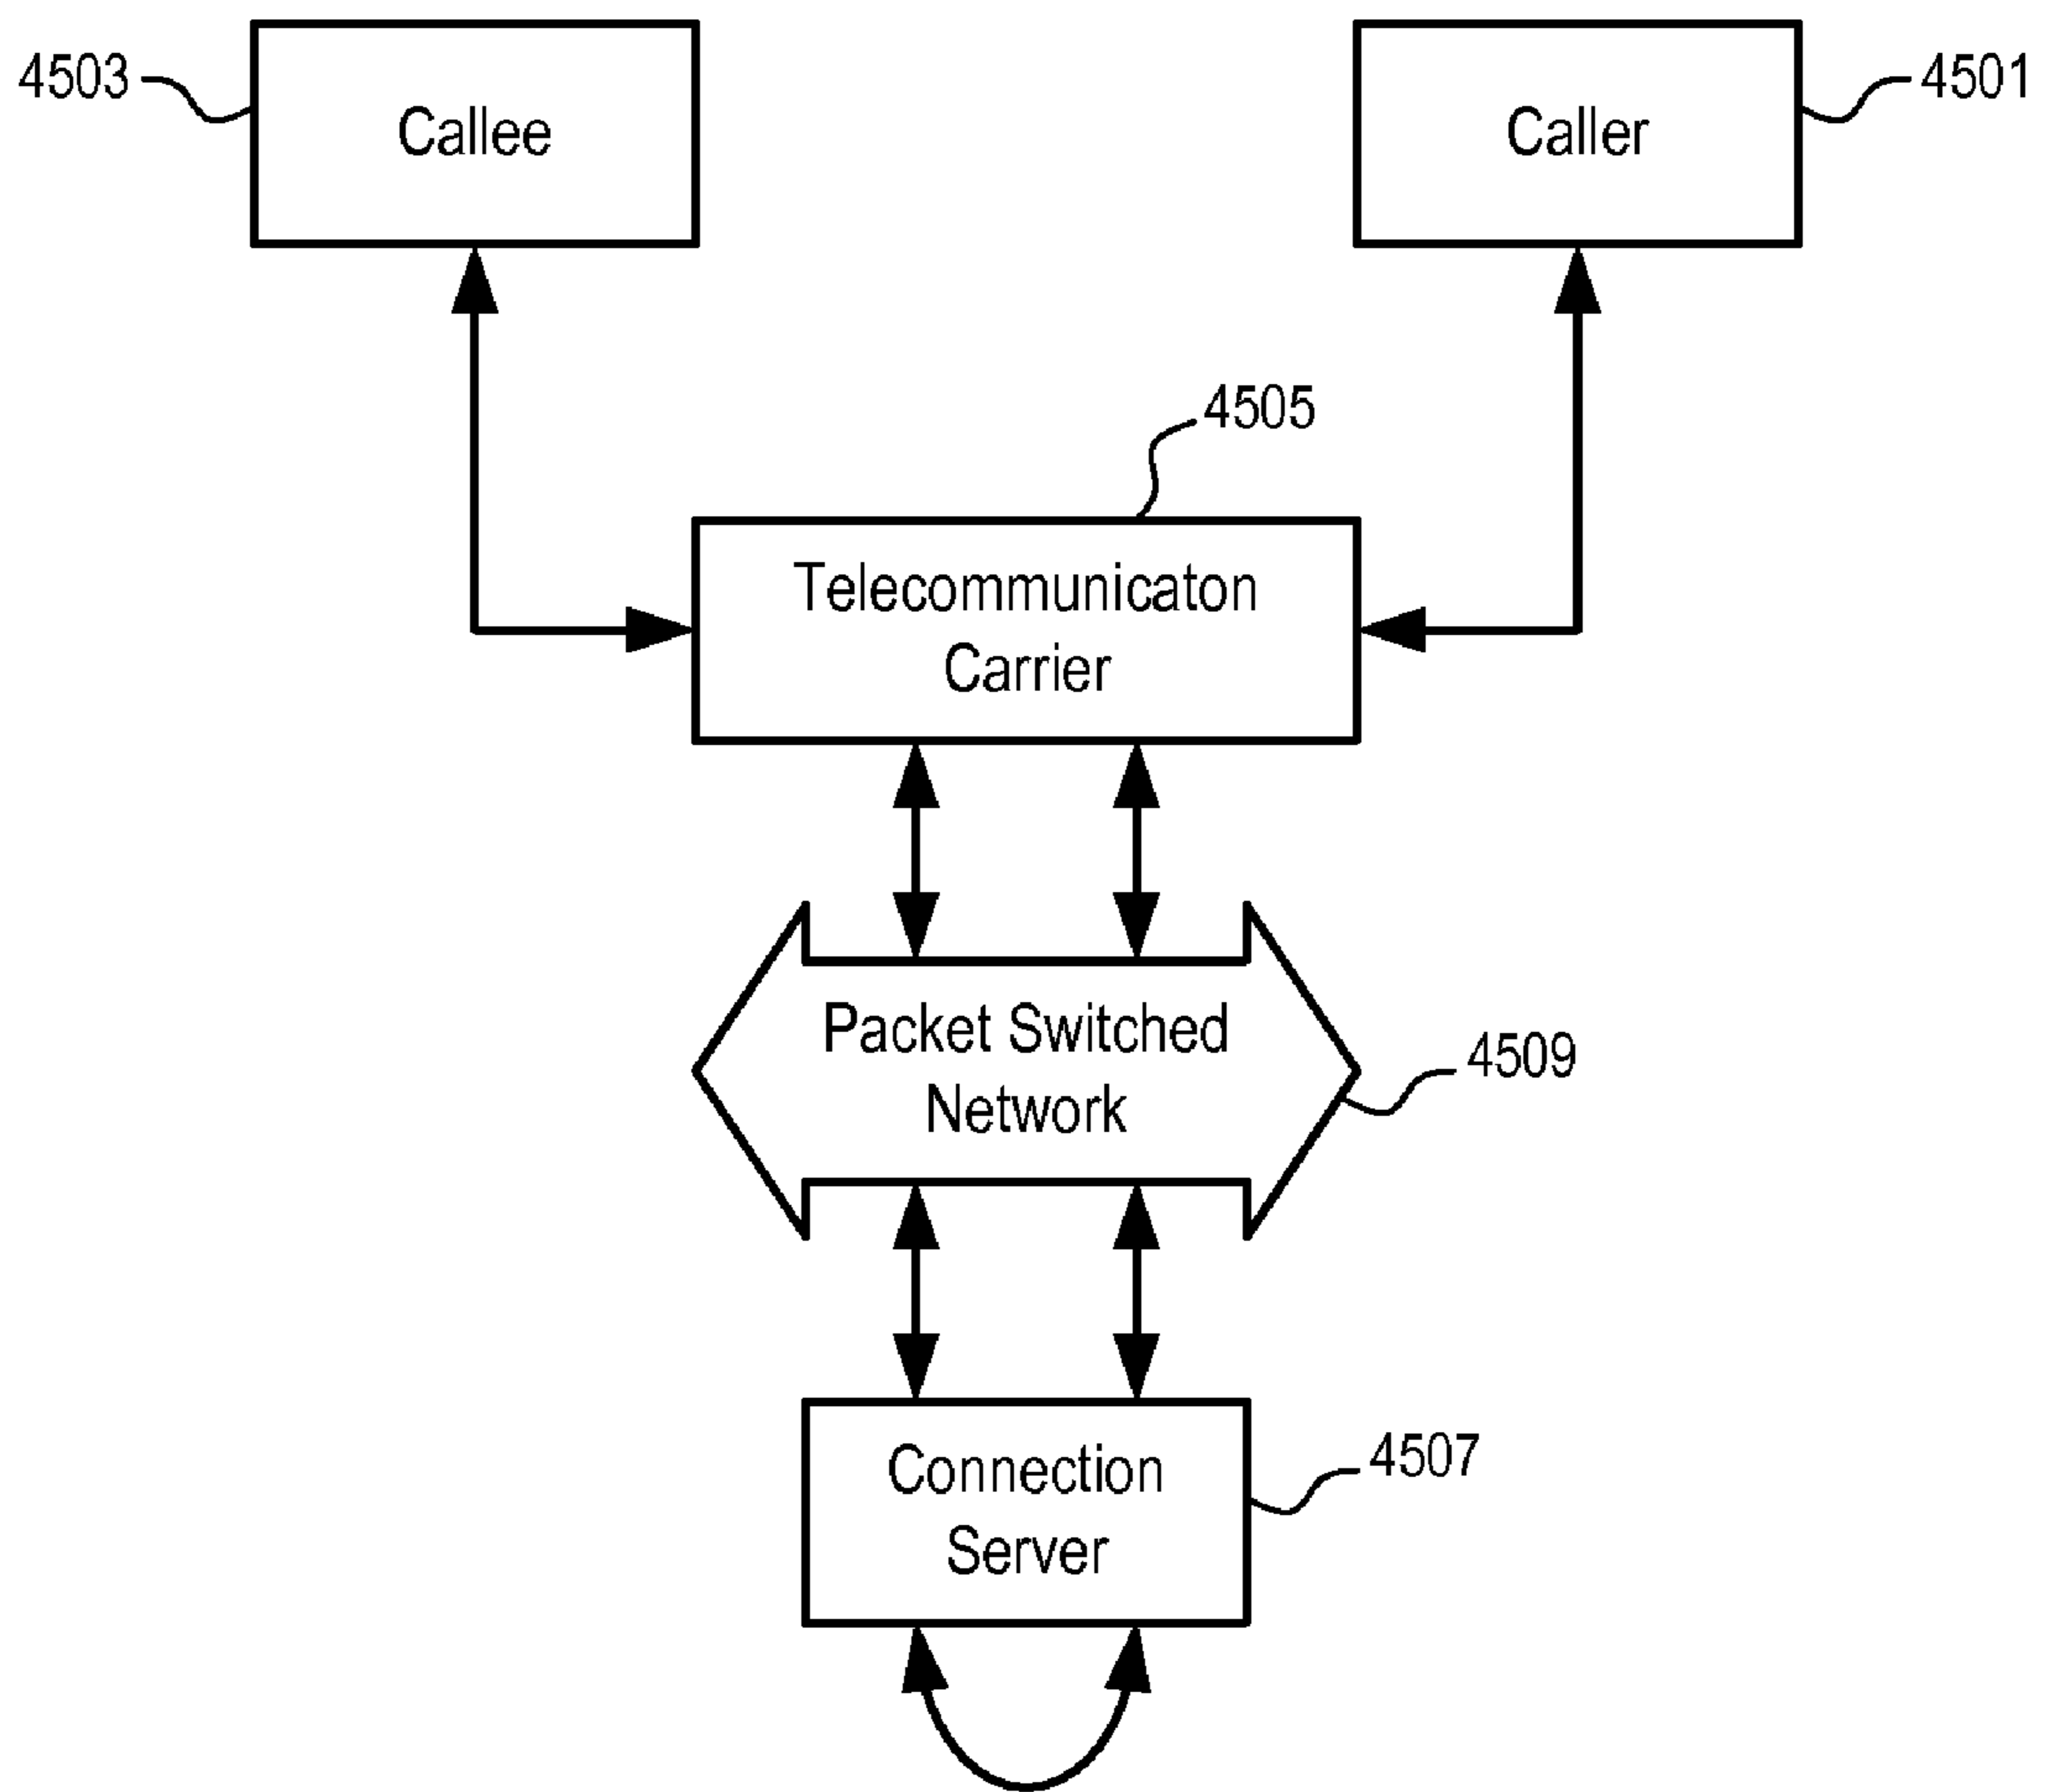 4503
Callee
Caller
4501
4505
Telecommunicaton
Carrier
Packet Switched
Network
4509
Connection
Server
4507